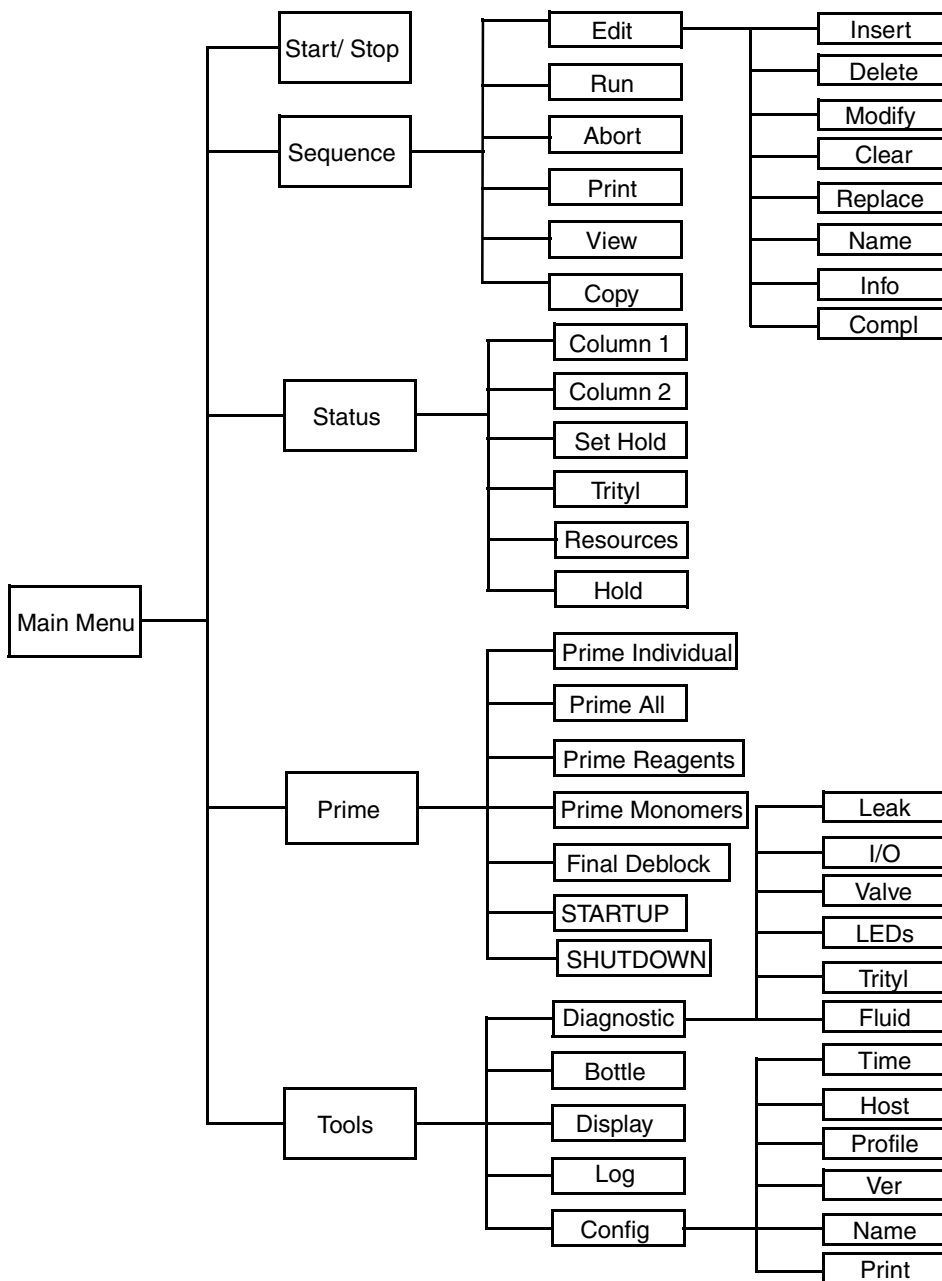 Main Menu
Start/ Stop
Sequence
Edit
Insert
Delete
Modify
Clear
Replace
Name
Info
Compl
Run
Abort
Print
View
Copy
Status
Column 1
Column 2
Set Hold
Trityl
Resources
Hold
Prime
Prime Individual
Prime All
Prime Reagents
Prime Monomers
Final Deblock
STARTUP
SHUTDOWN
Tools
Diagnostic
Leak
I/O
Valve
LEDs
Trityl
Fluid
Bottle
Display
Log
Config
Time
Host
Profile
Ver
Name
Print